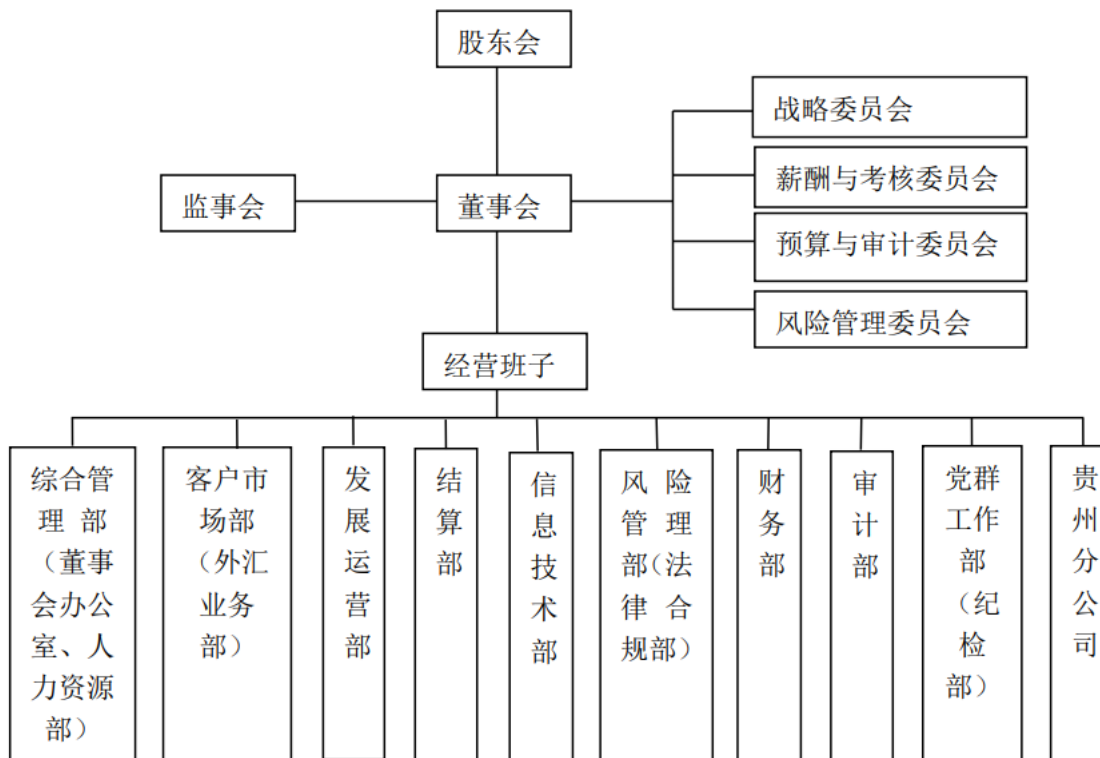 股东会
战略委员会
薪酬与考核委员会
监事会
董事会
预算与审计委员会
风险管理委员会
经营班子
综合管
理 部
（董事
会办公
室、人
力资源
部）
客户市
场部
（外汇
业务
部）
发
展
运
营
部
结
算
部
信
息
技
术
部
风 险
管 理
部（法
律 合
规部）
财
务
部
审
计
部
党群
工作
部
（纪
检
部）
贵
州
分
公
司